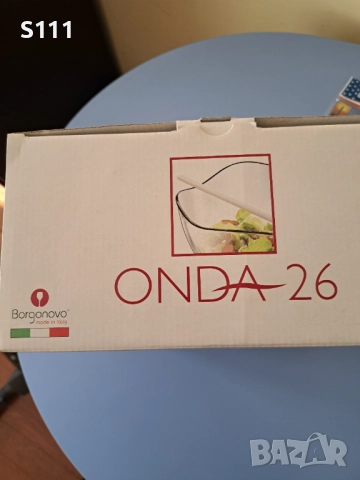 S111
ONDA 26
Borgonovo
made in Italy
BAZAR